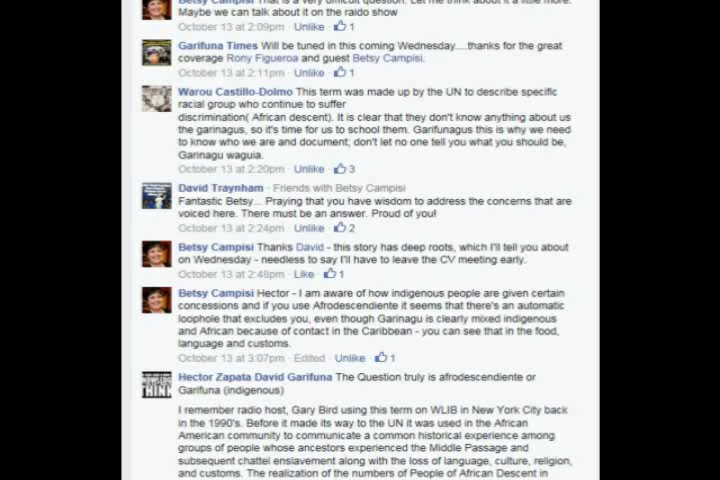 Betsy Campisi That is a very difficult question. Let me think about it a little more.
Maybe we can talk about it on the raido show
October 13 at 2:09pm · Unlike · 1
Garifuna Times Will be tuned in this coming Wednesday....thanks for the great
coverage Rony Figueroa and guest Betsy Campisi.
October 13 at 2:11pm · Unlike · 1
Warou Castillo-Dolmo This term was made up by the UN to describe specific
racial group who continue to suffer
discrimination( African descent). It is clear that they don't know anything about us
the garinagus, so it's time for us to school them. Garifunagus this is why we need
to know who we are and document; don't let no one tell you what you should be,
Garinagu waguia.
October 13 at 2:20pm · Unlike · 3
David Traynham · Friends with Betsy Campisi
Fantastic Betsy... Praying that you have wisdom to address the concerns that are
voiced here. There must be an answer. Proud of you!
October 13 at 2:24pm · Unlike · 2
Betsy Campisi Thanks David - this story has deep roots, which I'll tell you about
on Wednesday - needless to say I'll have to leave the CV meeting early.
October 13 at 2:48pm · Like · 1
Betsy Campisi Hector - I am aware of how indigenous people are given certain
concessions and if you use Afrodescendiente it seems that there's an automatic
loophole that excludes you, even though Garinagu is clearly mixed indigenous
and African because of contact in the Caribbean - you can see that in the food,
language and customs.
October 13 at 3:07pm · Edited · Unlike · 1
THINK
Hector Zapata David Garifuna The Question truly is afrodescendiente or
Garifuna (indigenous)
I remember radio host, Gary Bird using this term on WLIB in New York City back
in the 1990's. Before it made its way to the UN it was used in the African
American community to communicate a common historical experience among
groups of people whose ancestors experienced the Middle Passage and
subsequent chattel enslavement along with the loss of language, culture, religion,
and customs. The realization of the numbers of People of African Descent in